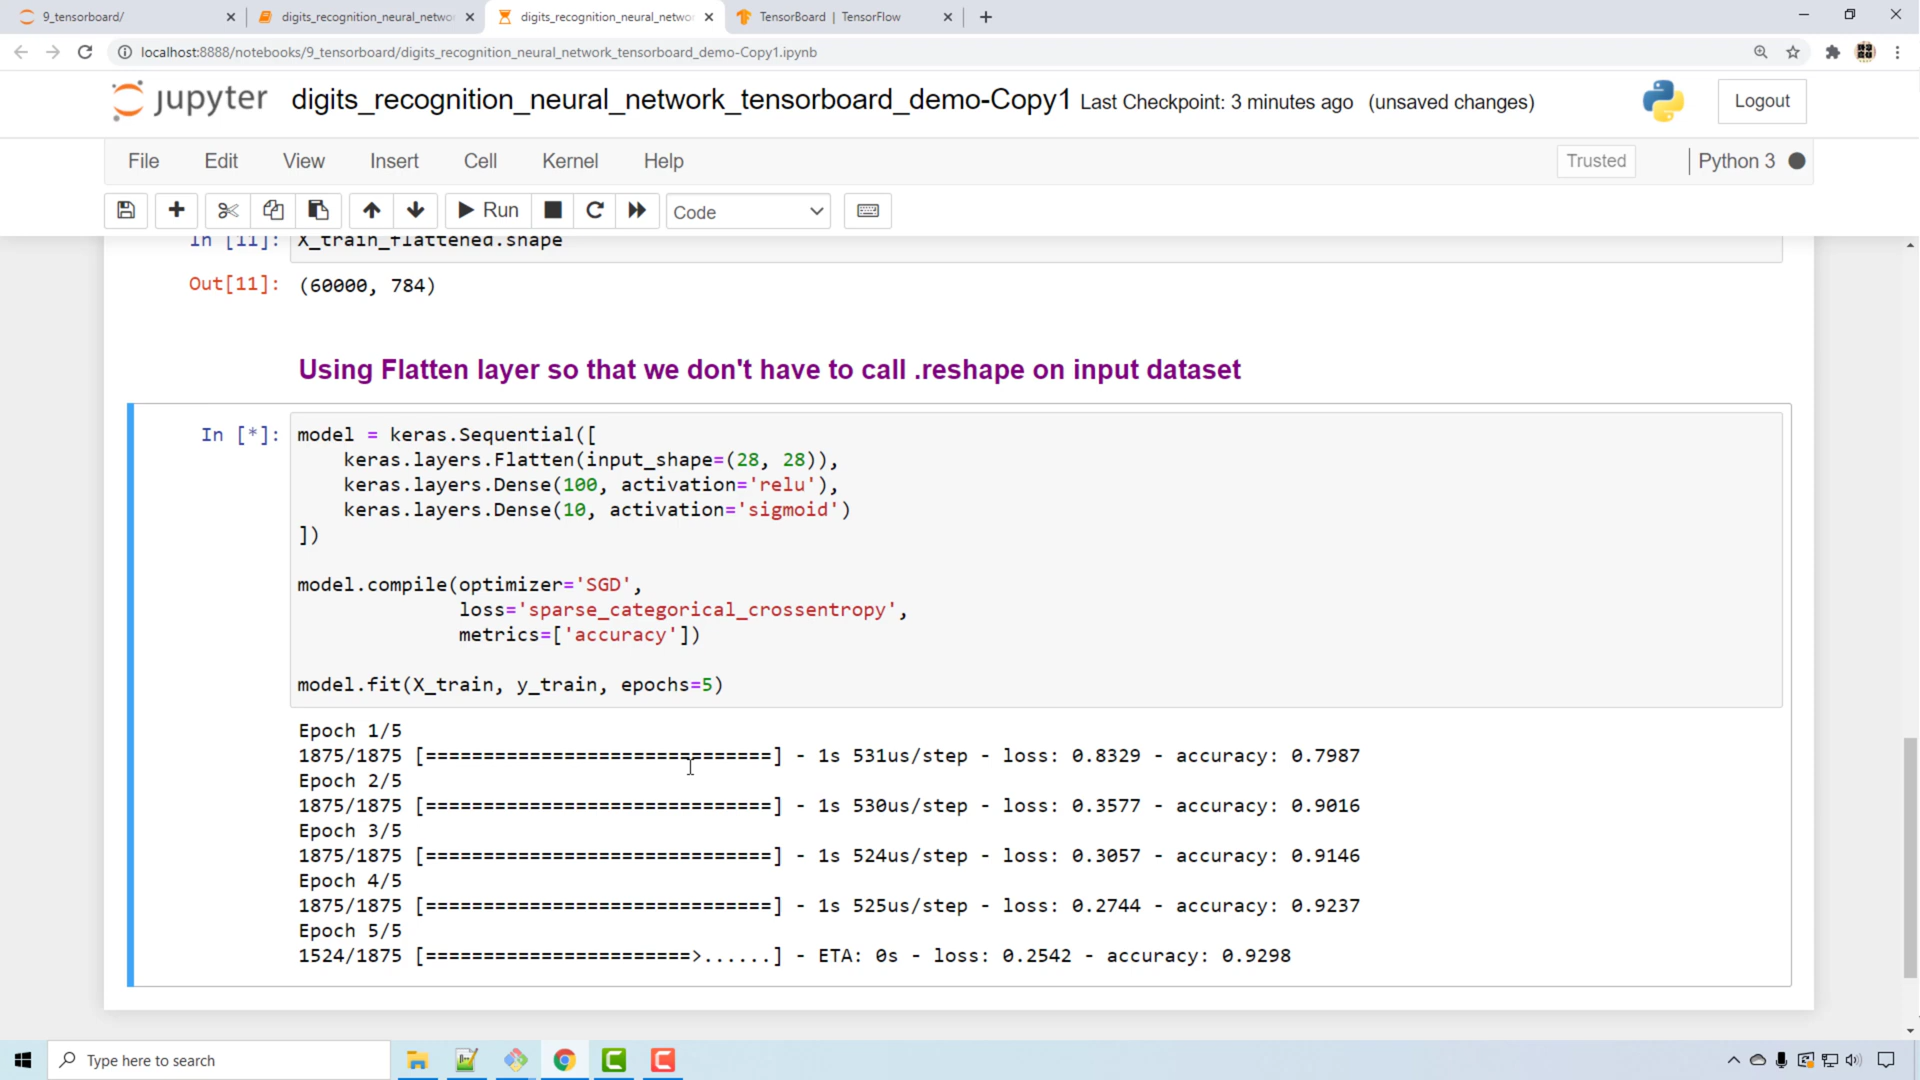 9_tensorboard/
digits_recognition_neural_netwo
digits_recognition_neural_netwo
TensorBoard | TensorFlow
localhost:8888/notebooks/9_tensorboard/digits_recognition_neural_network_tensorboard_demo-Copy1.ipynb
jupyter
digits_recognition_neural_network_tensorboard_demo-Copy1 Last Checkpoint: 3 minutes ago (unsaved changes)
Logout
File Edit View Insert Cell Kernel Help
Trusted
Python 3
Run
Code
In [11]: X_train_flattened.shape
Out[11]: (60000, 784)
Using Flatten layer so that we don't have to call .reshape on input dataset
In [*]: model = keras.Sequential([
keras.layers.Flatten(input_shape=(28, 28)),
keras.layers.Dense(100, activation='relu'),
keras.layers.Dense(10, activation='sigmoid')
])
model.compile(optimizer='SGD',
loss='sparse_categorical_crossentropy',
metrics=['accuracy'])
model.fit(X_train, y_train, epochs=5)
Epoch 1/5
1875/1875 [==============================] - 1s 531us/step - loss: 0.8329 - accuracy: 0.7987
Epoch 2/5
1875/1875 [==============================] - 1s 530us/step - loss: 0.3577 - accuracy: 0.9016
Epoch 3/5
1875/1875 [==============================] - 1s 524us/step - loss: 0.3057 - accuracy: 0.9146
Epoch 4/5
1875/1875 [==============================] - 1s 525us/step - loss: 0.2744 - accuracy: 0.9237
Epoch 5/5
1524/1875 [=======================>......] - ETA: 0s - loss: 0.2542 - accuracy: 0.9298
Type here to search